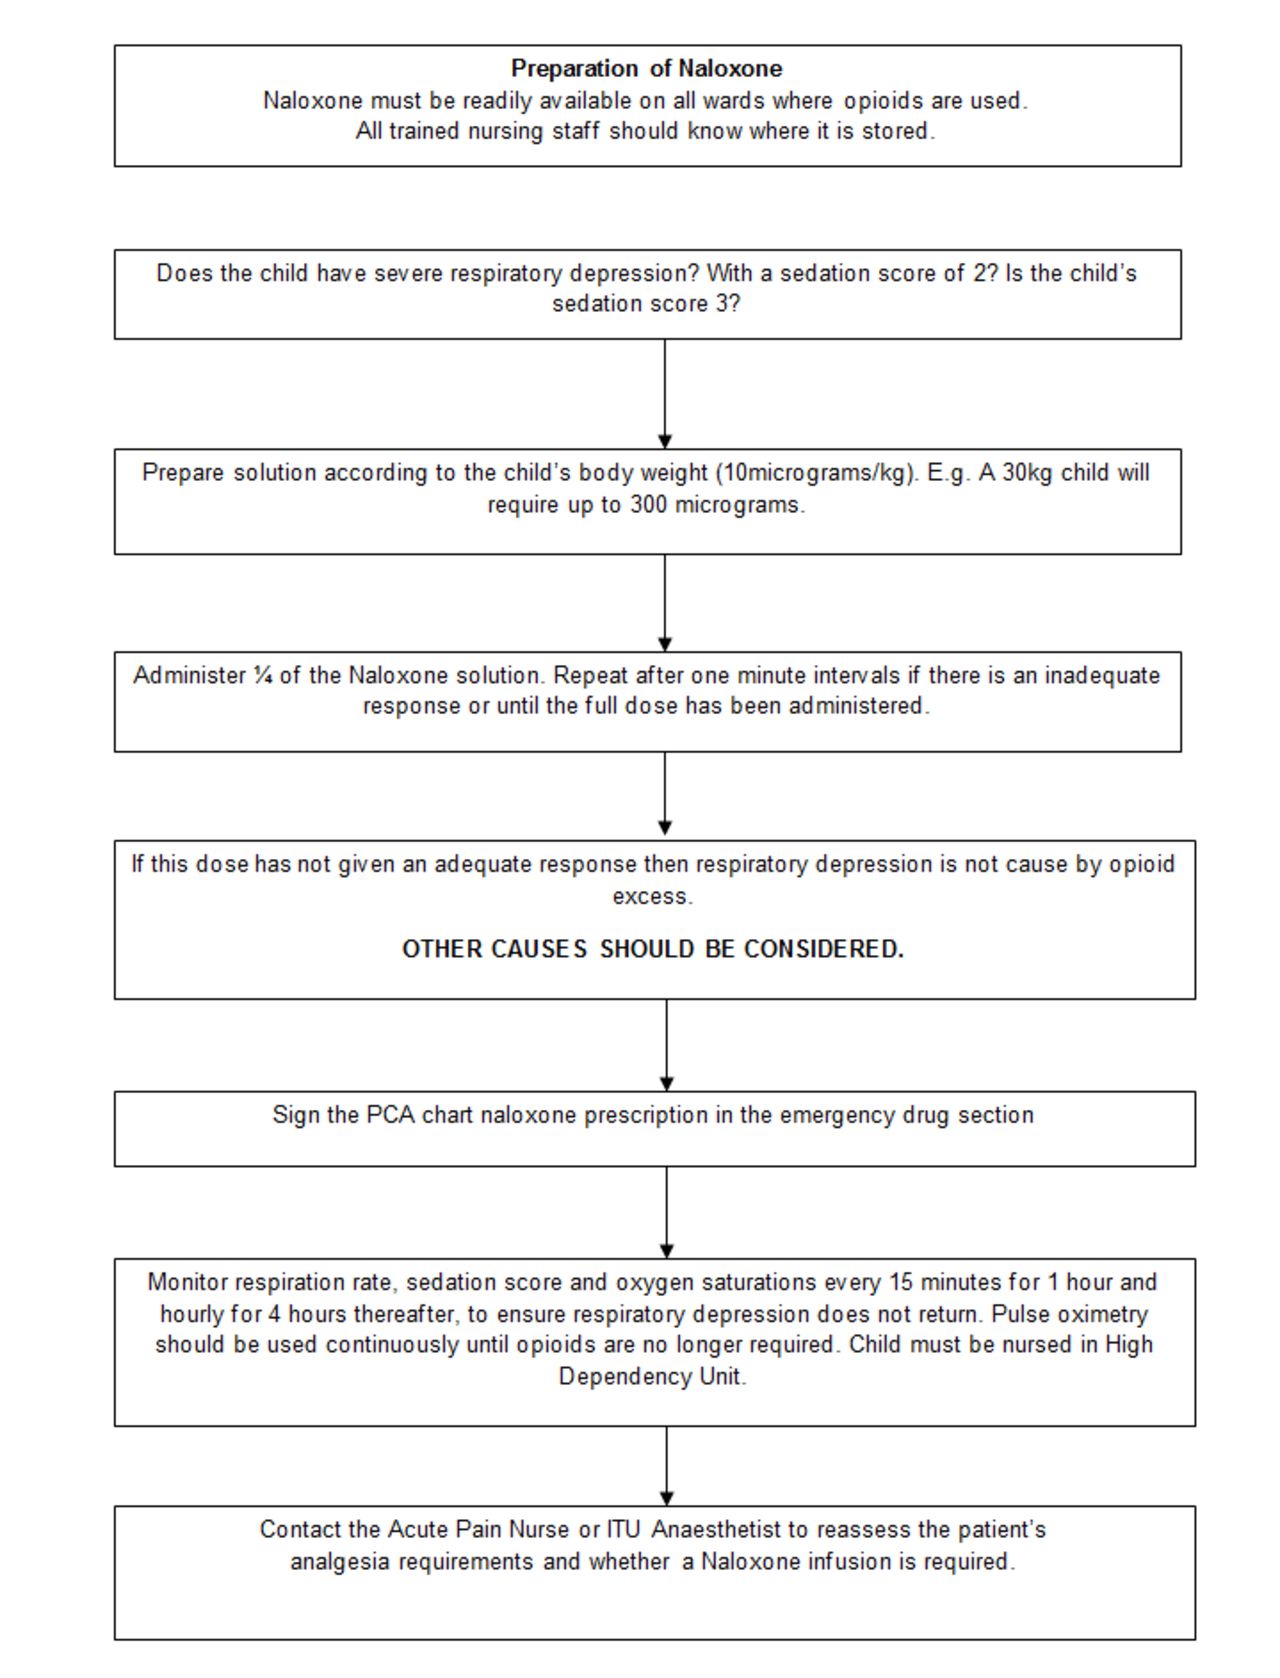 Preparation of Naloxone
Naloxone must be readily available on all wards where opioids are used.
All trained nursing staff should know where it is stored.
Does the child have severe respiratory depression? With a sedation score of 2? Is the child's
sedation score 3?
Prepare solution according to the child's body weight (10micrograms/kg). E.g. A 30kg child will
require up to 300 micrograms.
Administer ¼ of the Naloxone solution. Repeat after one minute intervals if there is an inadequate
response or until the full dose has been administered.
If this dose has not given an adequate response then respiratory depression is not cause by opioid
excess.
OTHER CAUSES SHOULD BE CONSIDERED.
Sign the PCA chart naloxone prescription in the emergency drug section
Monitor respiration rate, sedation score and oxygen saturations every 15 minutes for 1 hour and
hourly for 4 hours thereafter, to ensure respiratory depression does not return. Pulse oximetry
should be used continuously until opioids are no longer required. Child must be nursed in High
Dependency Unit.
Contact the Acute Pain Nurse or ITU Anaesthetist to reassess the patient's
analgesia requirements and whether a Naloxone infusion is required.